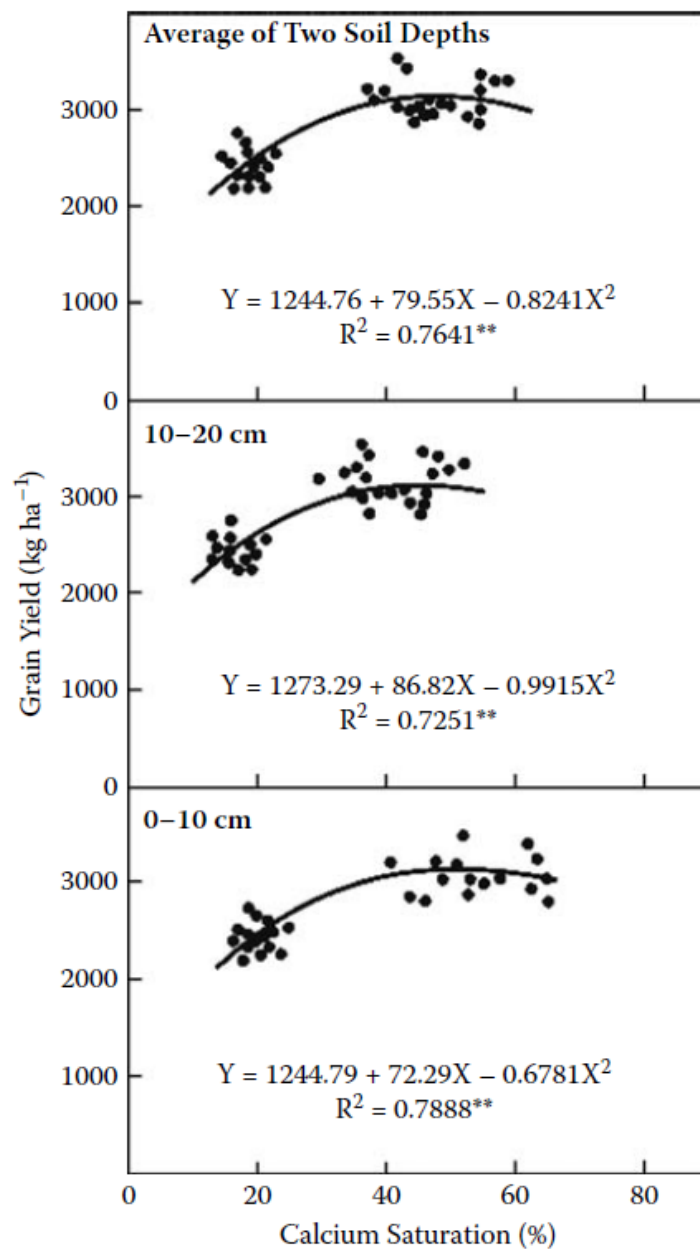 Average of Two Soil Depths
3000
2000
1000
0
Y = 1244.76 + 79.55X – 0.8241X²
R² = 0.7641**
10–20 cm
3000
2000
1000
0
Y = 1273.29 + 86.82X – 0.9915X²
R² = 0.7251**
Grain Yield (kg ha⁻¹)
0–10 cm
3000
2000
1000
Y = 1244.79 + 72.29X – 0.6781X²
R² = 0.7888**
0 20 40 60 80
Calcium Saturation (%)